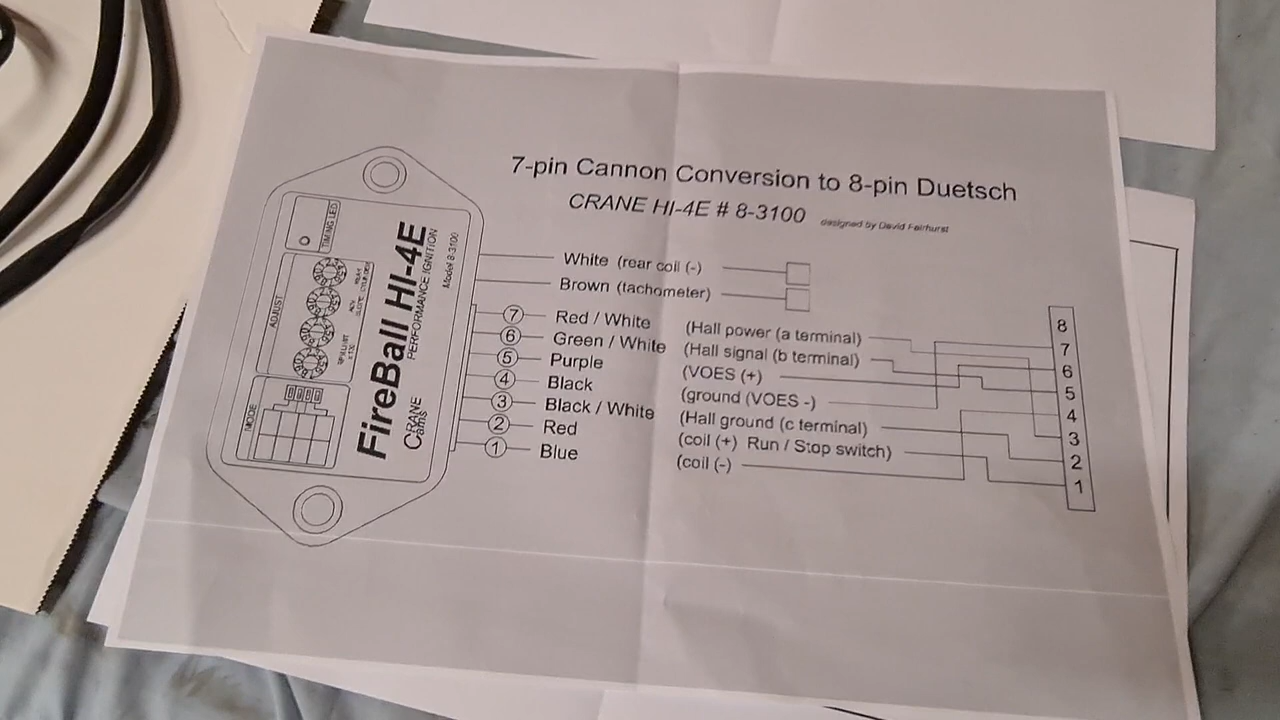 7-pin Cannon Conversion to 8-pin Duetsch
CRANE HI-4E # 8-3100
designed by David Fairhurst
TIMING LED
ADJUST
MODE
FireBall HI-4E
CRANE Cams
PERFORMANCE IGNITION
Model 8-3100
White (rear coil (-)
Brown (tachometer)
7 Red / White (Hall power (a terminal)
6 Green / White (Hall signal (b terminal)
5 Purple (VOES (+)
4 Black (ground (VOES -)
3 Black / White (Hall ground (c terminal)
2 Red (coil (+) Run / Stop switch)
1 Blue (coil (-)
8
7
6
5
4
3
2
1